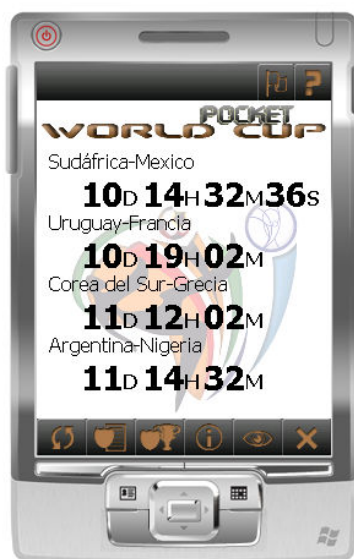 POCKET
WORLD CUP
Sudáfrica-Mexico
10D 14H 32M 36S
Uruguay-Francia
10D 19H 02M
Corea del Sur-Grecia
11D 12H 02M
Argentina-Nigeria
11D 14H 32M